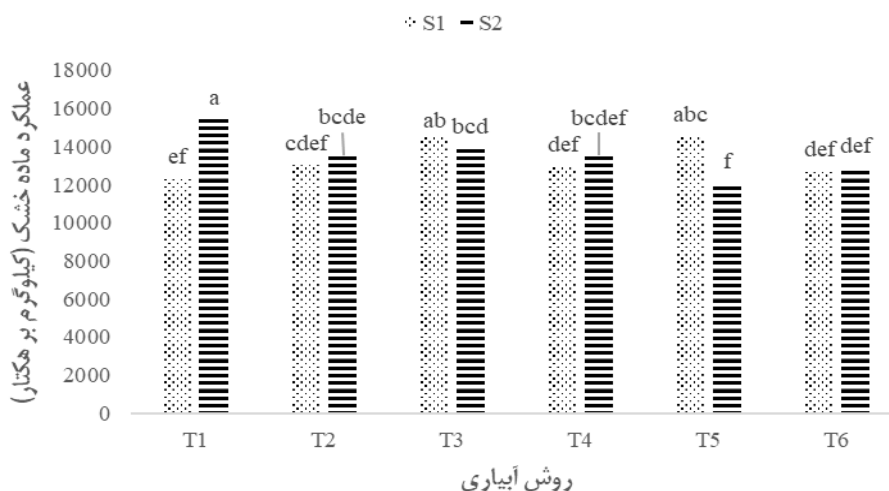 S1 S2
عملکرد ماده خشک (کیلوگرم بر هکتار)
18000
16000
14000
12000
10000
8000
6000
4000
2000
0
ef a cdef bcde ab bcd def bcdef abc f def def
T1 T2 T3 T4 T5 T6
روش آبیاری